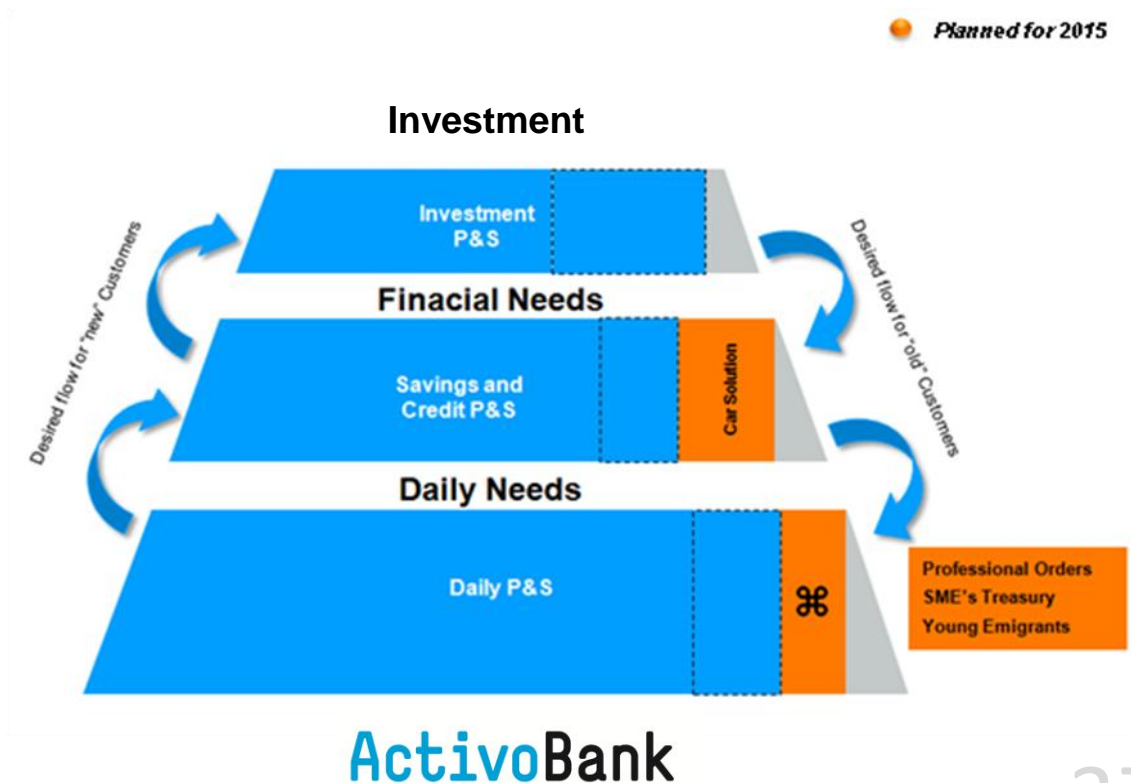 Planned for 2015
Investment
Investment
P&S
Desired flow for "new" Customers
Desired flow for "old" Customers
Finacial Needs
Savings and
Credit P&S
Car Solution
Daily Needs
Daily P&S
⌘
Professional Orders
SME's Treasury
Young Emigrants
ActivoBank